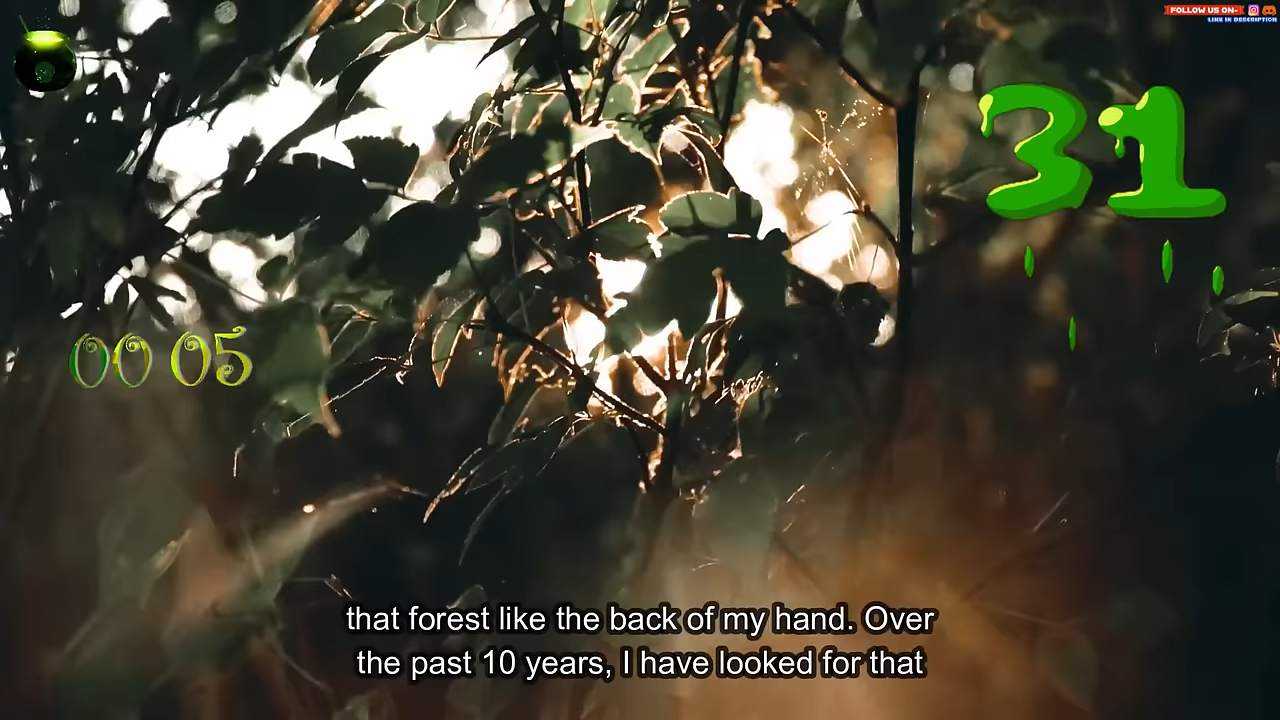 FOLLOW US ON-
LINK IN DESCRIPTION
31
00 05
that forest like the back of my hand. Over
the past 10 years, I have looked for that